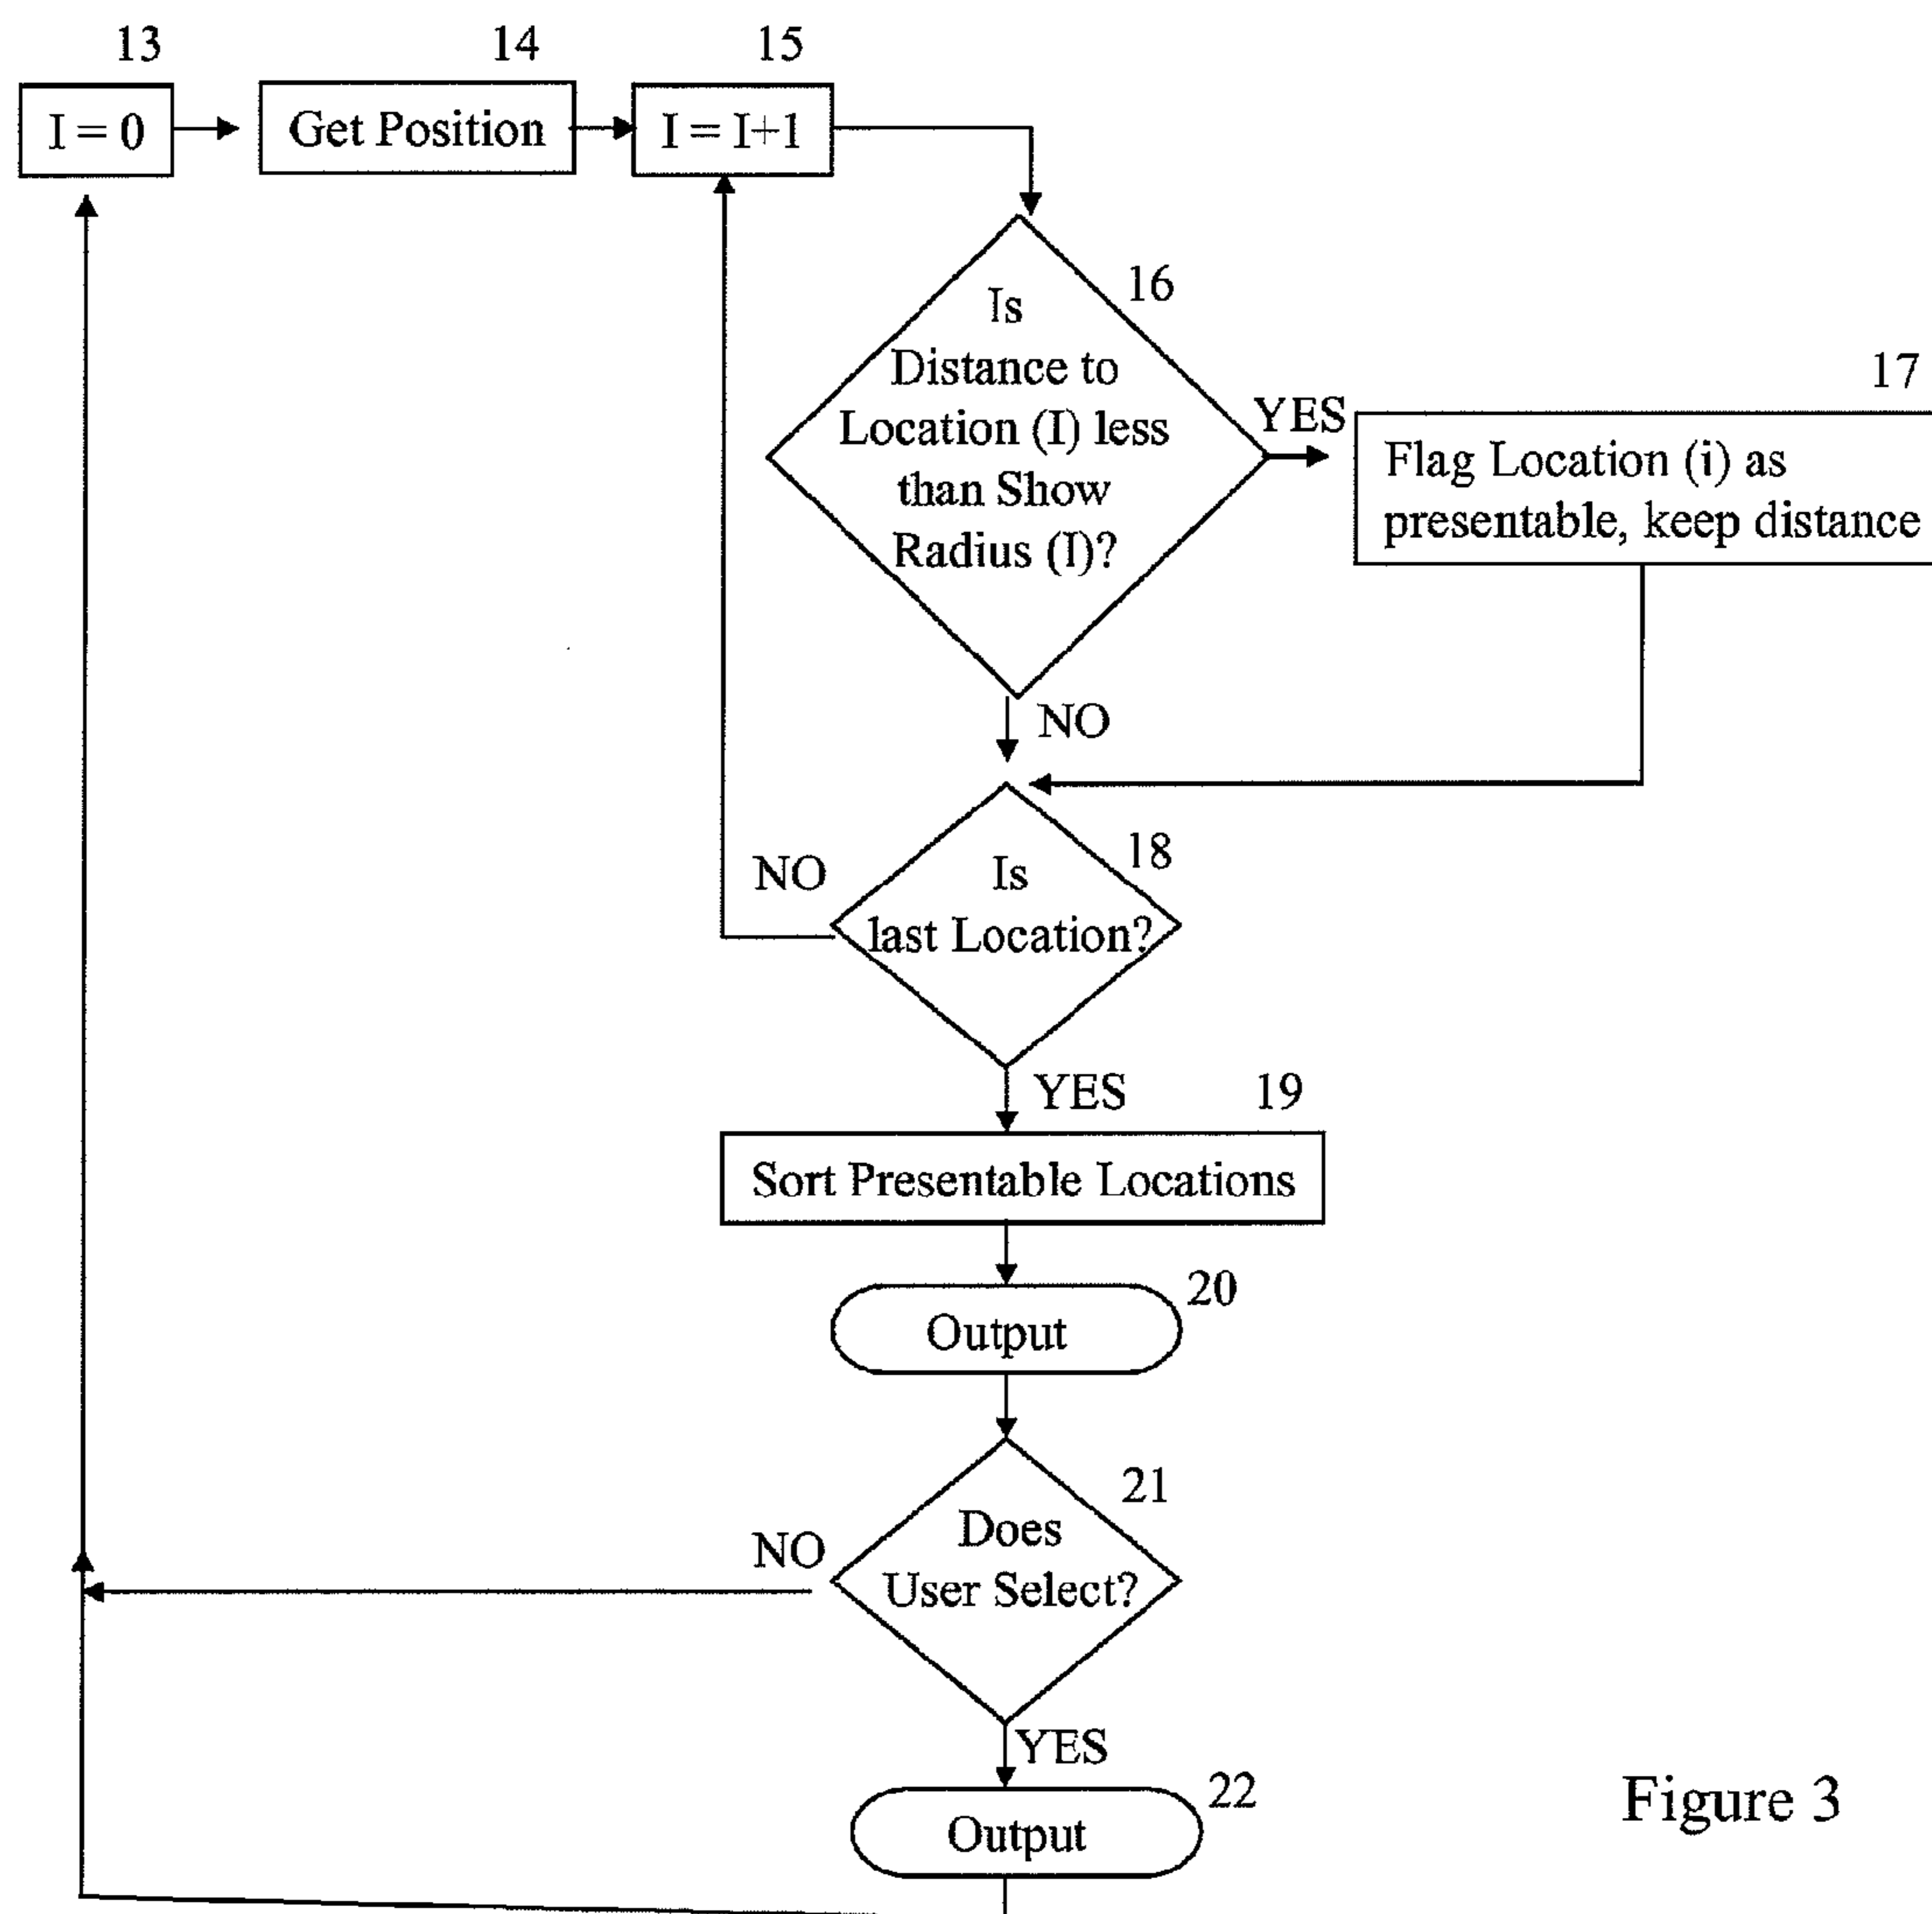 13
14
15
I = 0
Get Position
I = I+1
16
Is
Distance to
Location (I) less
than Show
Radius (I)?
YES
17
Flag Location (i) as
presentable, keep distance
NO
18
NO
Is
last Location?
YES
19
Sort Presentable Locations
20
Output
21
NO
Does
User Select?
YES
22
Output
Figure 3